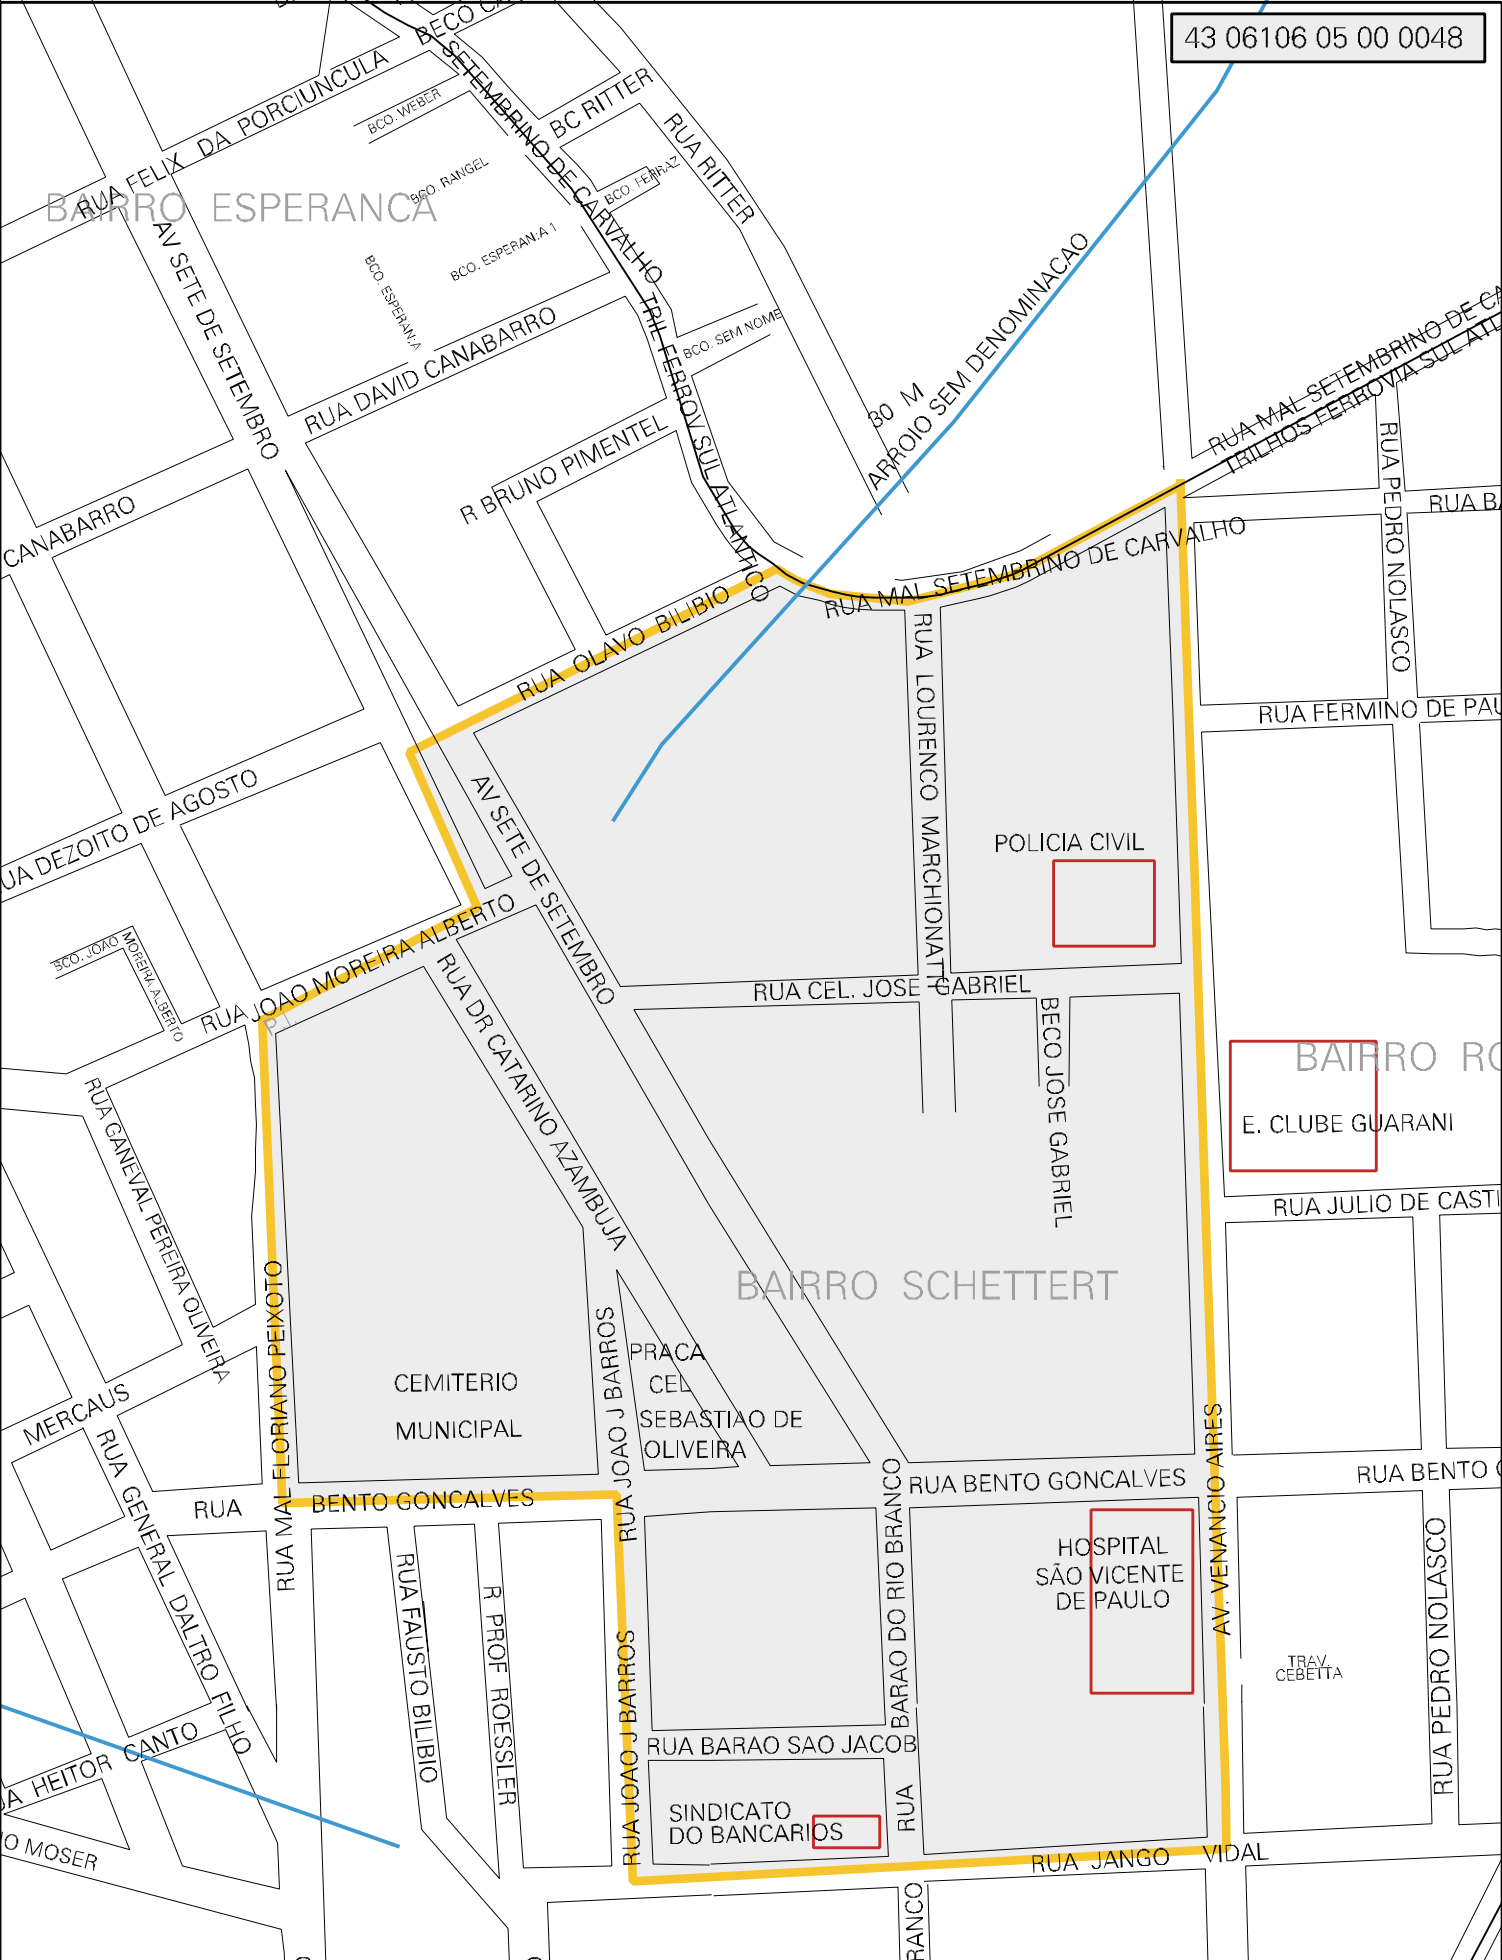 43 06106 05 00 0048
RUA FELIX DA PORCIUNCULA
BCO. WEBER
BC RITTER
RUA RITTER
SETEMBRINO DE CARVALHO
BCO. RANGEL
BCO. FERRAZ
BAIRRO ESPERANCA
AV SETE DE SETEMBRO
BCO. ESPERAN:A 1
BCO. ESPERAN:A
RUA DAVID CANABARRO
TRIL FERROV SUL ATLANTICO
BCO. SEM NOME
ARROIO SEM DENOMINACAO
30 M
RUA MAL SETEMBRINO DE CA
TRILHOS FERROVIA SUL ATL
R BRUNO PIMENTEL
CANABARRO
RUA PEDRO NOLASCO
RUA BA
RUA MAL SETEMBRINO DE CARVALHO
RUA OLAVO BILIBIO
RUA LOURENCO MARCHIONATTI
RUA FERMINO DE PAU
UA DEZOITO DE AGOSTO
AV SETE DE SETEMBRO
POLICIA CIVIL
BCO. JOAO
MOREIRA ALBERTO
RUA JOAO MOREIRA ALBERTO
RUA DR CATARINO AZAMBUJA
RUA CEL. JOSE GABRIEL
BECO JOSE GABRIEL
BAIRRO RO
E. CLUBE GUARANI
RUA GANEVAL PEREIRA OLIVEIRA
RUA JULIO DE CASTI
BAIRRO SCHETTERT
RUA MAL FLORIANO PEIXOTO
RUA JOAO J BARROS
PRACA
CEL
SEBASTIAO DE
OLIVEIRA
CEMITERIO
MUNICIPAL
MERCAUS
RUA GENERAL DALTRO FILHO
AV. VENANCIO AIRES
RUA BENTO GONCALVES
RUA BENTO G
RUA BENTO GONCALVES
RUA BARAO DO RIO BRANCO
HOSPITAL
SÃO VICENTE
DE PAULO
RUA FAUSTO BILIBIO
R PROF ROESSLER
RUA JOAO J BARROS
RUA PEDRO NOLASCO
TRAV.
CEBETTA
RUA BARAO SAO JACOB
UA HEITOR CANTO
SINDICATO
DO BANCARIOS
IO MOSER
RUA JANGO VIDAL
RANCO